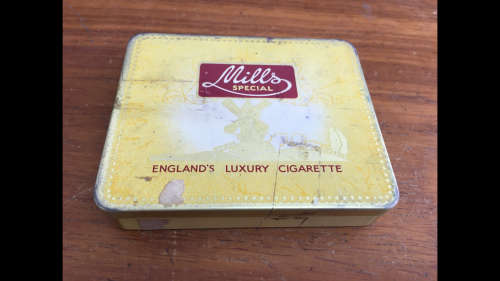 Mills
SPECIAL
ENGLAND'S LUXURY CIGARETTE